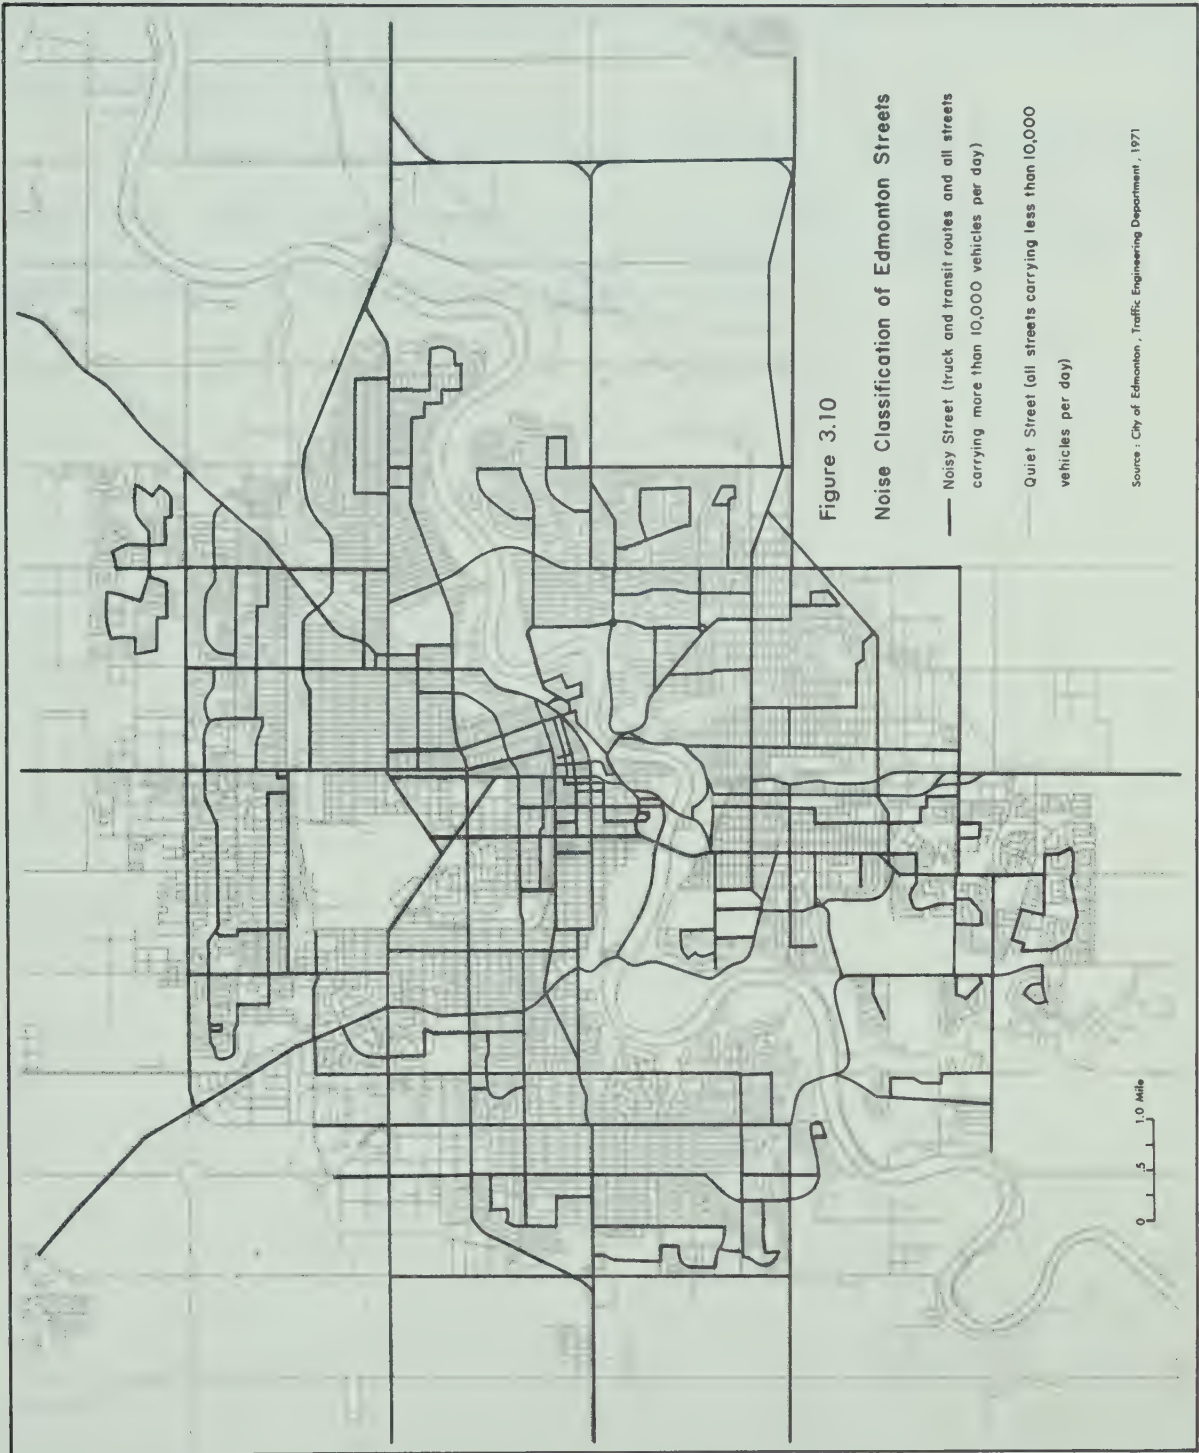 Figure 3.10
Noise Classification of Edmonton Streets
Noisy Street (truck and transit routes and all streets
carrying more than 10,000 vehicles per day)
Quiet Street (all streets carrying less than 10,000
vehicles per day)
Source : City of Edmonton , Traffic Engineering Department , 1971
0 .5 1.0 Mile